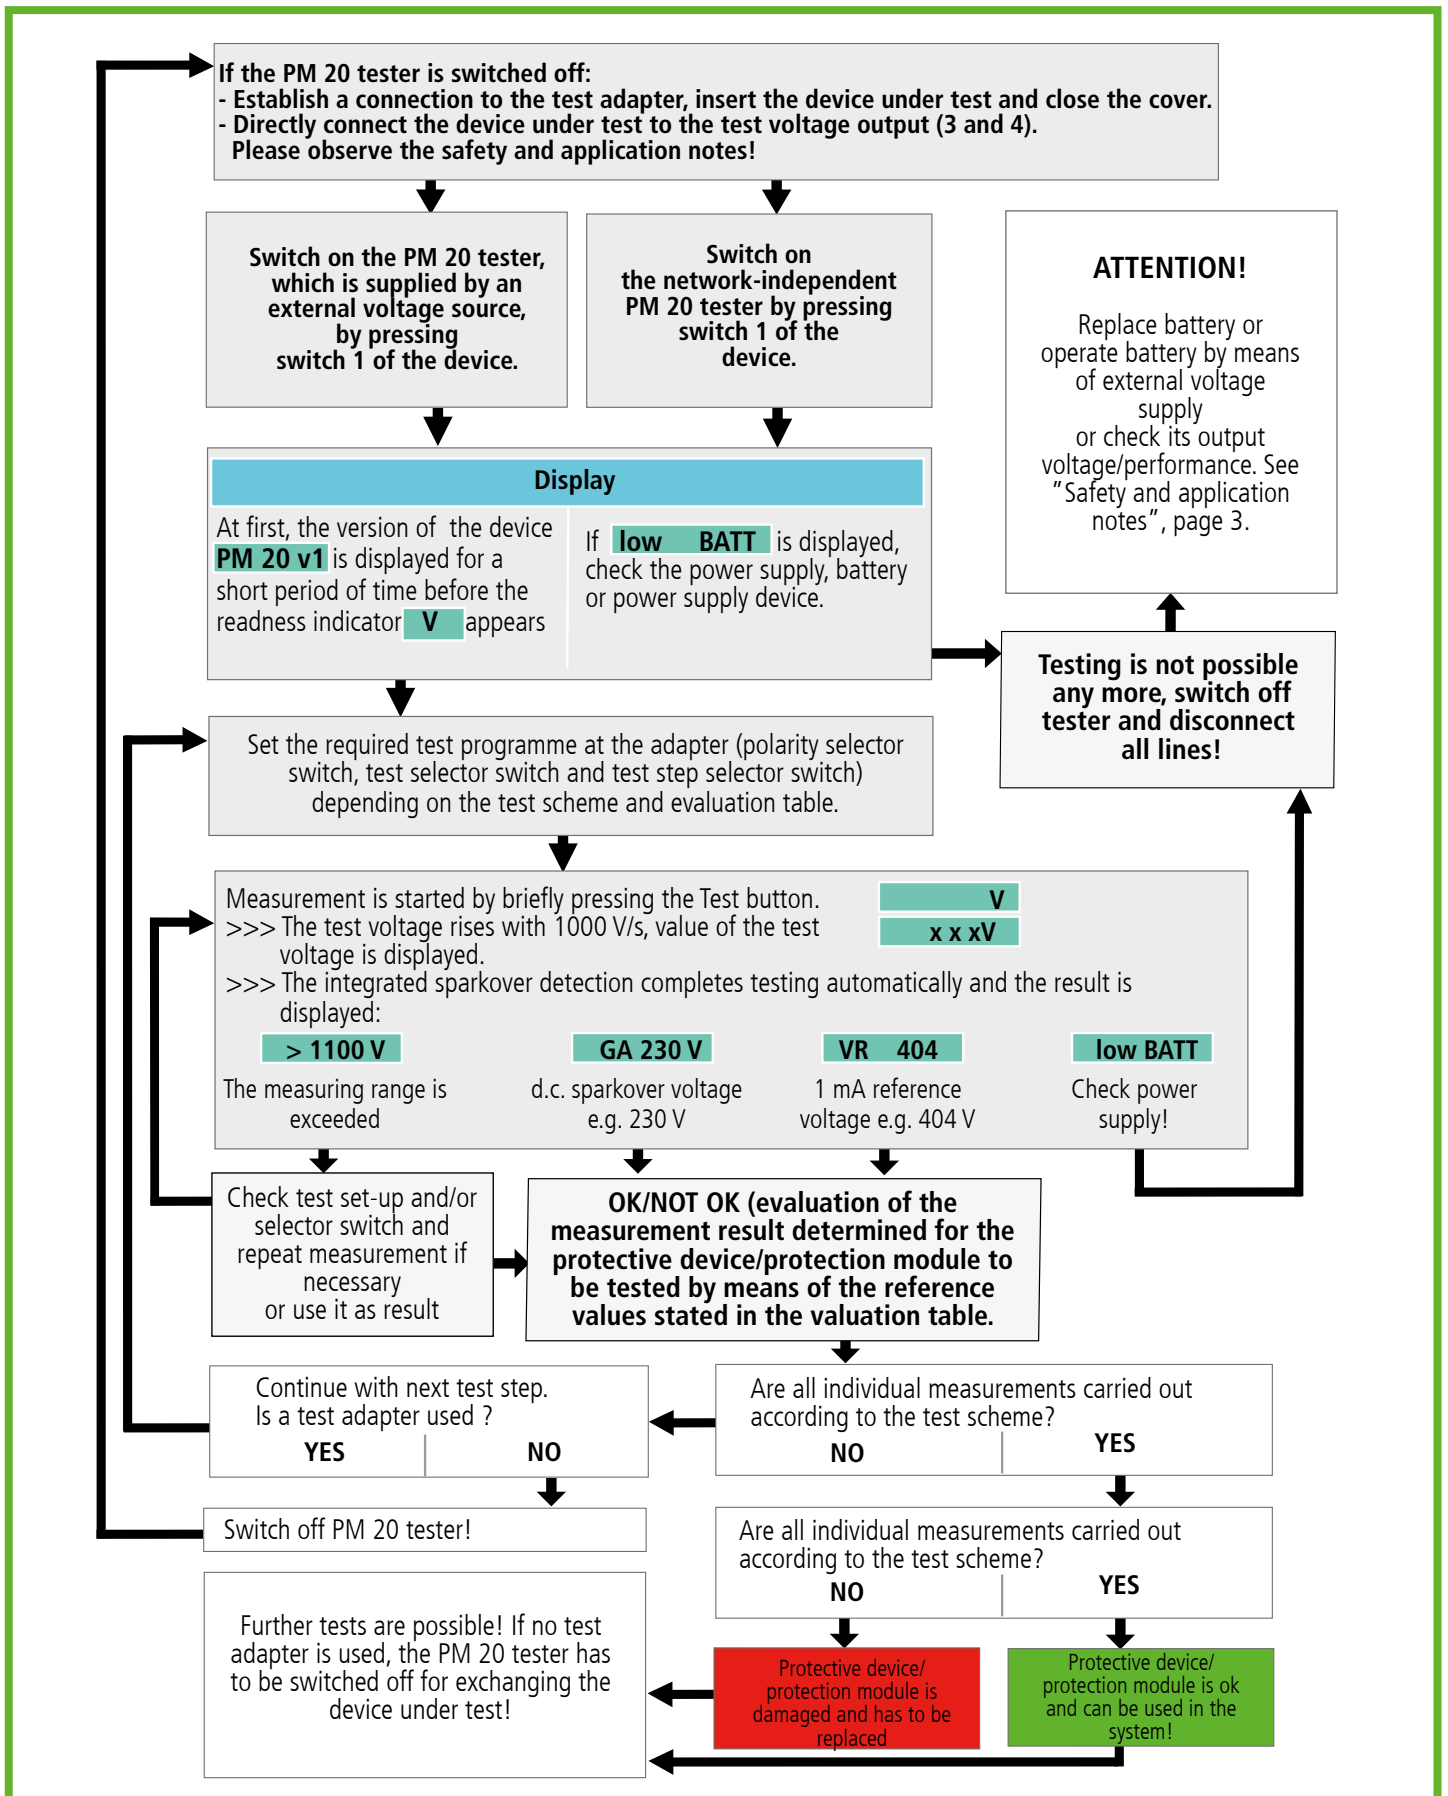 If the PM 20 tester is switched off:
- Establish a connection to the test adapter, insert the device under test and close the cover.
- Directly connect the device under test to the test voltage output (3 and 4).
Please observe the safety and application notes!
Switch on the PM 20 tester,
which is supplied by an
external voltage source,
by pressing
switch 1 of the device.
Switch on
the network-independent
PM 20 tester by pressing
switch 1 of the
device.
ATTENTION!
Replace battery or
operate battery by means
of external voltage
supply
or check its output
voltage/performance. See
"Safety and application
notes", page 3.
Display
At first, the version of the device
PM 20 v1 is displayed for a
short period of time before the
readness indicator V appears
If low BATT is displayed,
check the power supply, battery
or power supply device.
Testing is not possible
any more, switch off
tester and disconnect
all lines!
Set the required test programme at the adapter (polarity selector
switch, test selector switch and test step selector switch)
depending on the test scheme and evaluation table.
Measurement is started by briefly pressing the Test button. V
>>> The test voltage rises with 1000 V/s, value of the test x x xV
voltage is displayed.
>>> The integrated sparkover detection completes testing automatically and the result is
displayed:
> 1100 V
The measuring range is
exceeded
GA 230 V
d.c. sparkover voltage
e.g. 230 V
VR 404
1 mA reference
voltage e.g. 404 V
low BATT
Check power
supply!
Check test set-up and/or
selector switch and
repeat measurement if
necessary
or use it as result
OK/NOT OK (evaluation of the
measurement result determined for the
protective device/protection module to
be tested by means of the reference
values stated in the valuation table.
Continue with next test step.
Is a test adapter used ?
YES NO
Are all individual measurements carried out
according to the test scheme?
NO YES
Switch off PM 20 tester!
Are all individual measurements carried out
according to the test scheme?
NO YES
Further tests are possible! If no test
adapter is used, the PM 20 tester has
to be switched off for exchanging the
device under test!
Protective device/
protection module is
damaged and has to be
replaced
Protective device/
protection module is ok
and can be used in the
system!